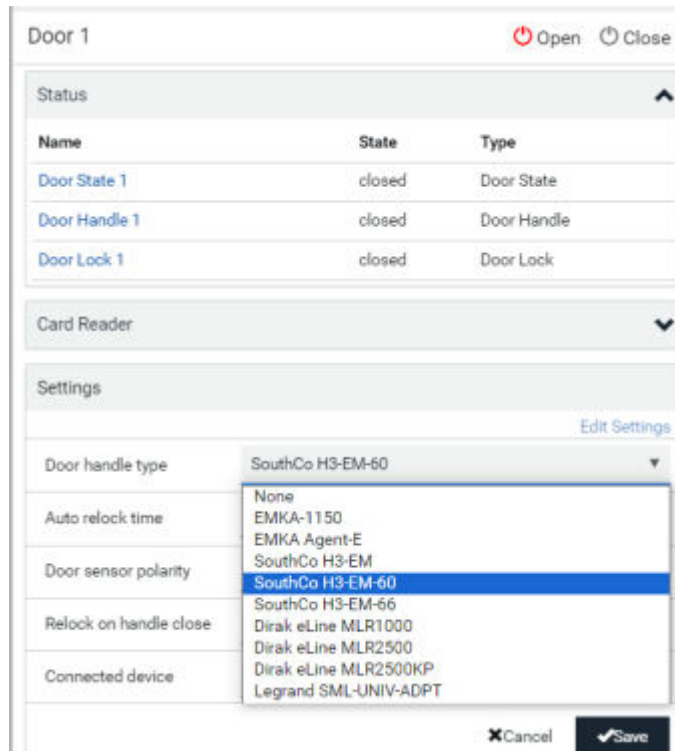 Door 1 Open Close
Status
Name State Type
Door State 1 closed Door State
Door Handle 1 closed Door Handle
Door Lock 1 closed Door Lock
Card Reader
Settings
Edit Settings
Door handle type SouthCo H3-EM-60
None
Auto relock time EMKA-1150
EMKA Agent-E
SouthCo H3-EM
Door sensor polarity SouthCo H3-EM-60
SouthCo H3-EM-66
Relock on handle close Dirak eLine MLR1000
Dirak eLine MLR2500
Connected device Dirak eLine MLR2500KP
Legrand SML-UNIV-ADPT
Cancel Save